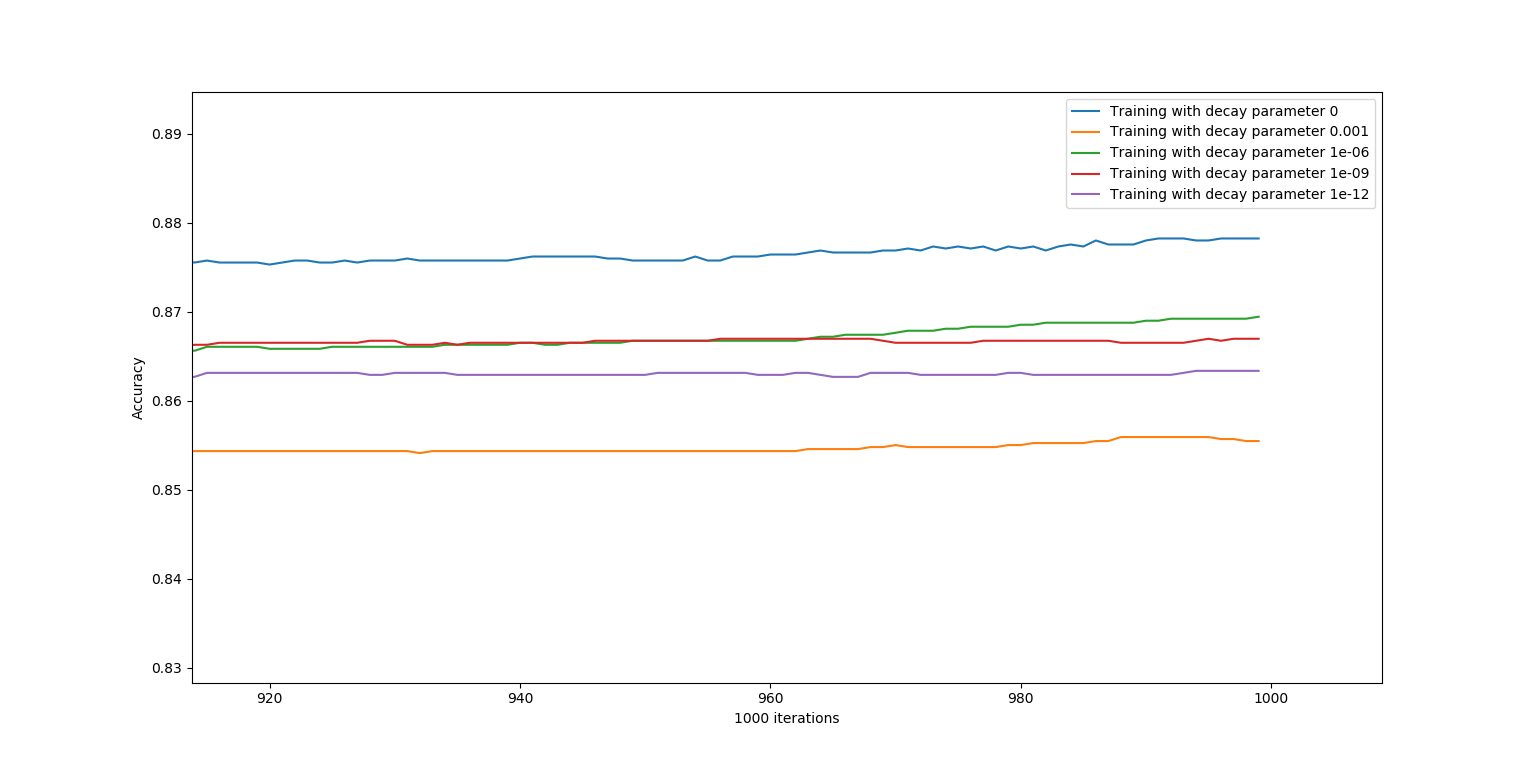 Training with decay parameter 0
Training with decay parameter 0.001
Training with decay parameter 1e-06
Training with decay parameter 1e-09
Training with decay parameter 1e-12
0.89
0.88
0.87
0.86
0.85
0.84
0.83
Accuracy
920 940 960 980 1000
1000 iterations